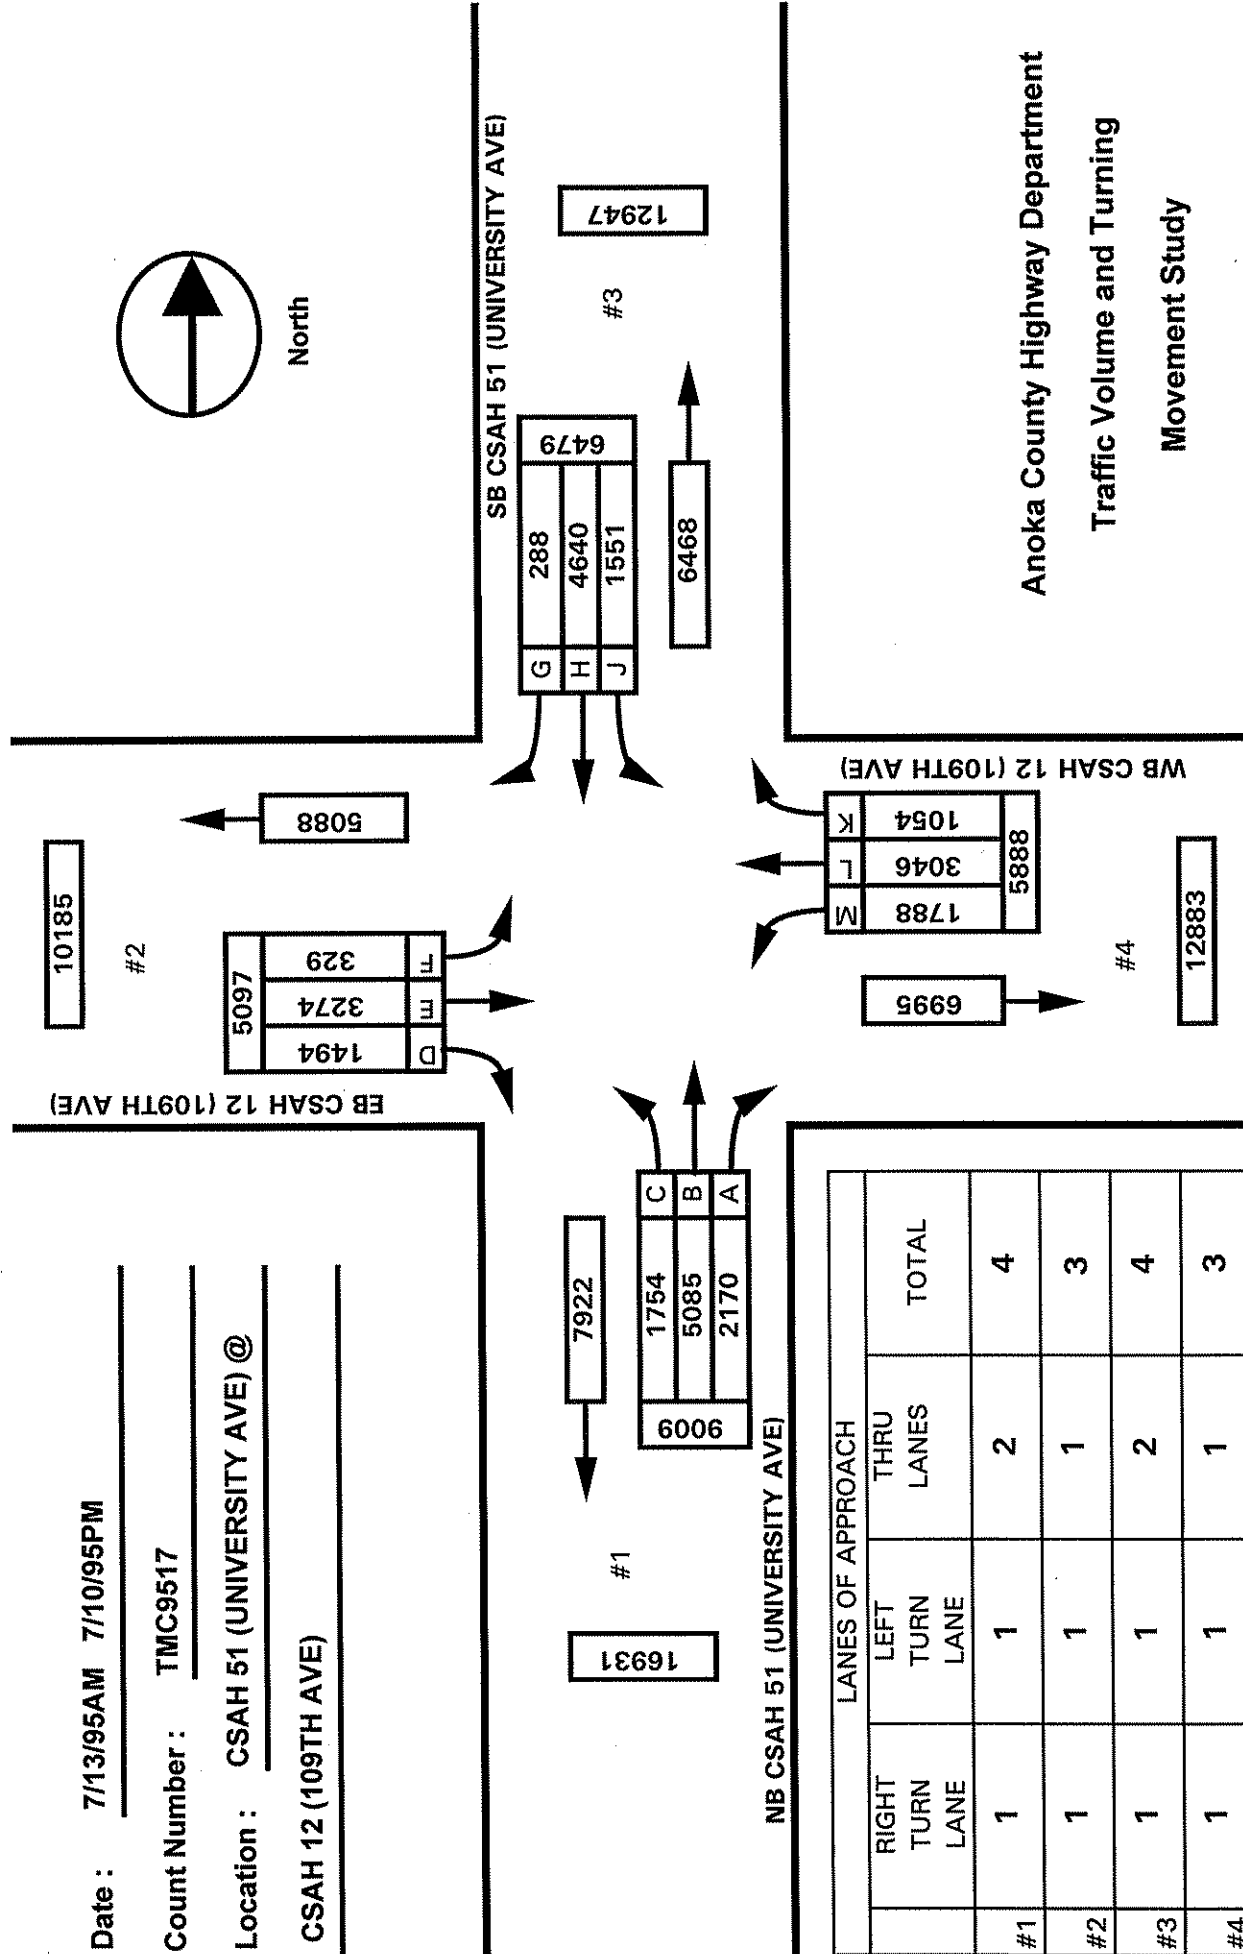 Date : 7/13/95AM 7/10/95PM
Count Number : TMC9517
Location : CSAH 51 (UNIVERSITY AVE) @
CSAH 12 (109TH AVE)
North
10185
#2
5097
1494
3274
329
D
E
F
5088
EB CSAH 12 (109TH AVE)
SB CSAH 51 (UNIVERSITY AVE)
G 288
H 4640
J 1551
6479
6468
#3
12947
7922
#1
16931
9009
1754 C
5085 B
2170 A
NB CSAH 51 (UNIVERSITY AVE)
WB CSAH 12 (109TH AVE)
M
L
K
1788
3046
1054
5888
6995
#4
12883
LANES OF APPROACH
RIGHT TURN LANE
LEFT TURN LANE
THRU LANES
TOTAL
#1 1 1 2 4
#2 1 1 1 3
#3 1 1 2 4
#4 1 1 1 3
Anoka County Highway Department
Traffic Volume and Turning
Movement Study